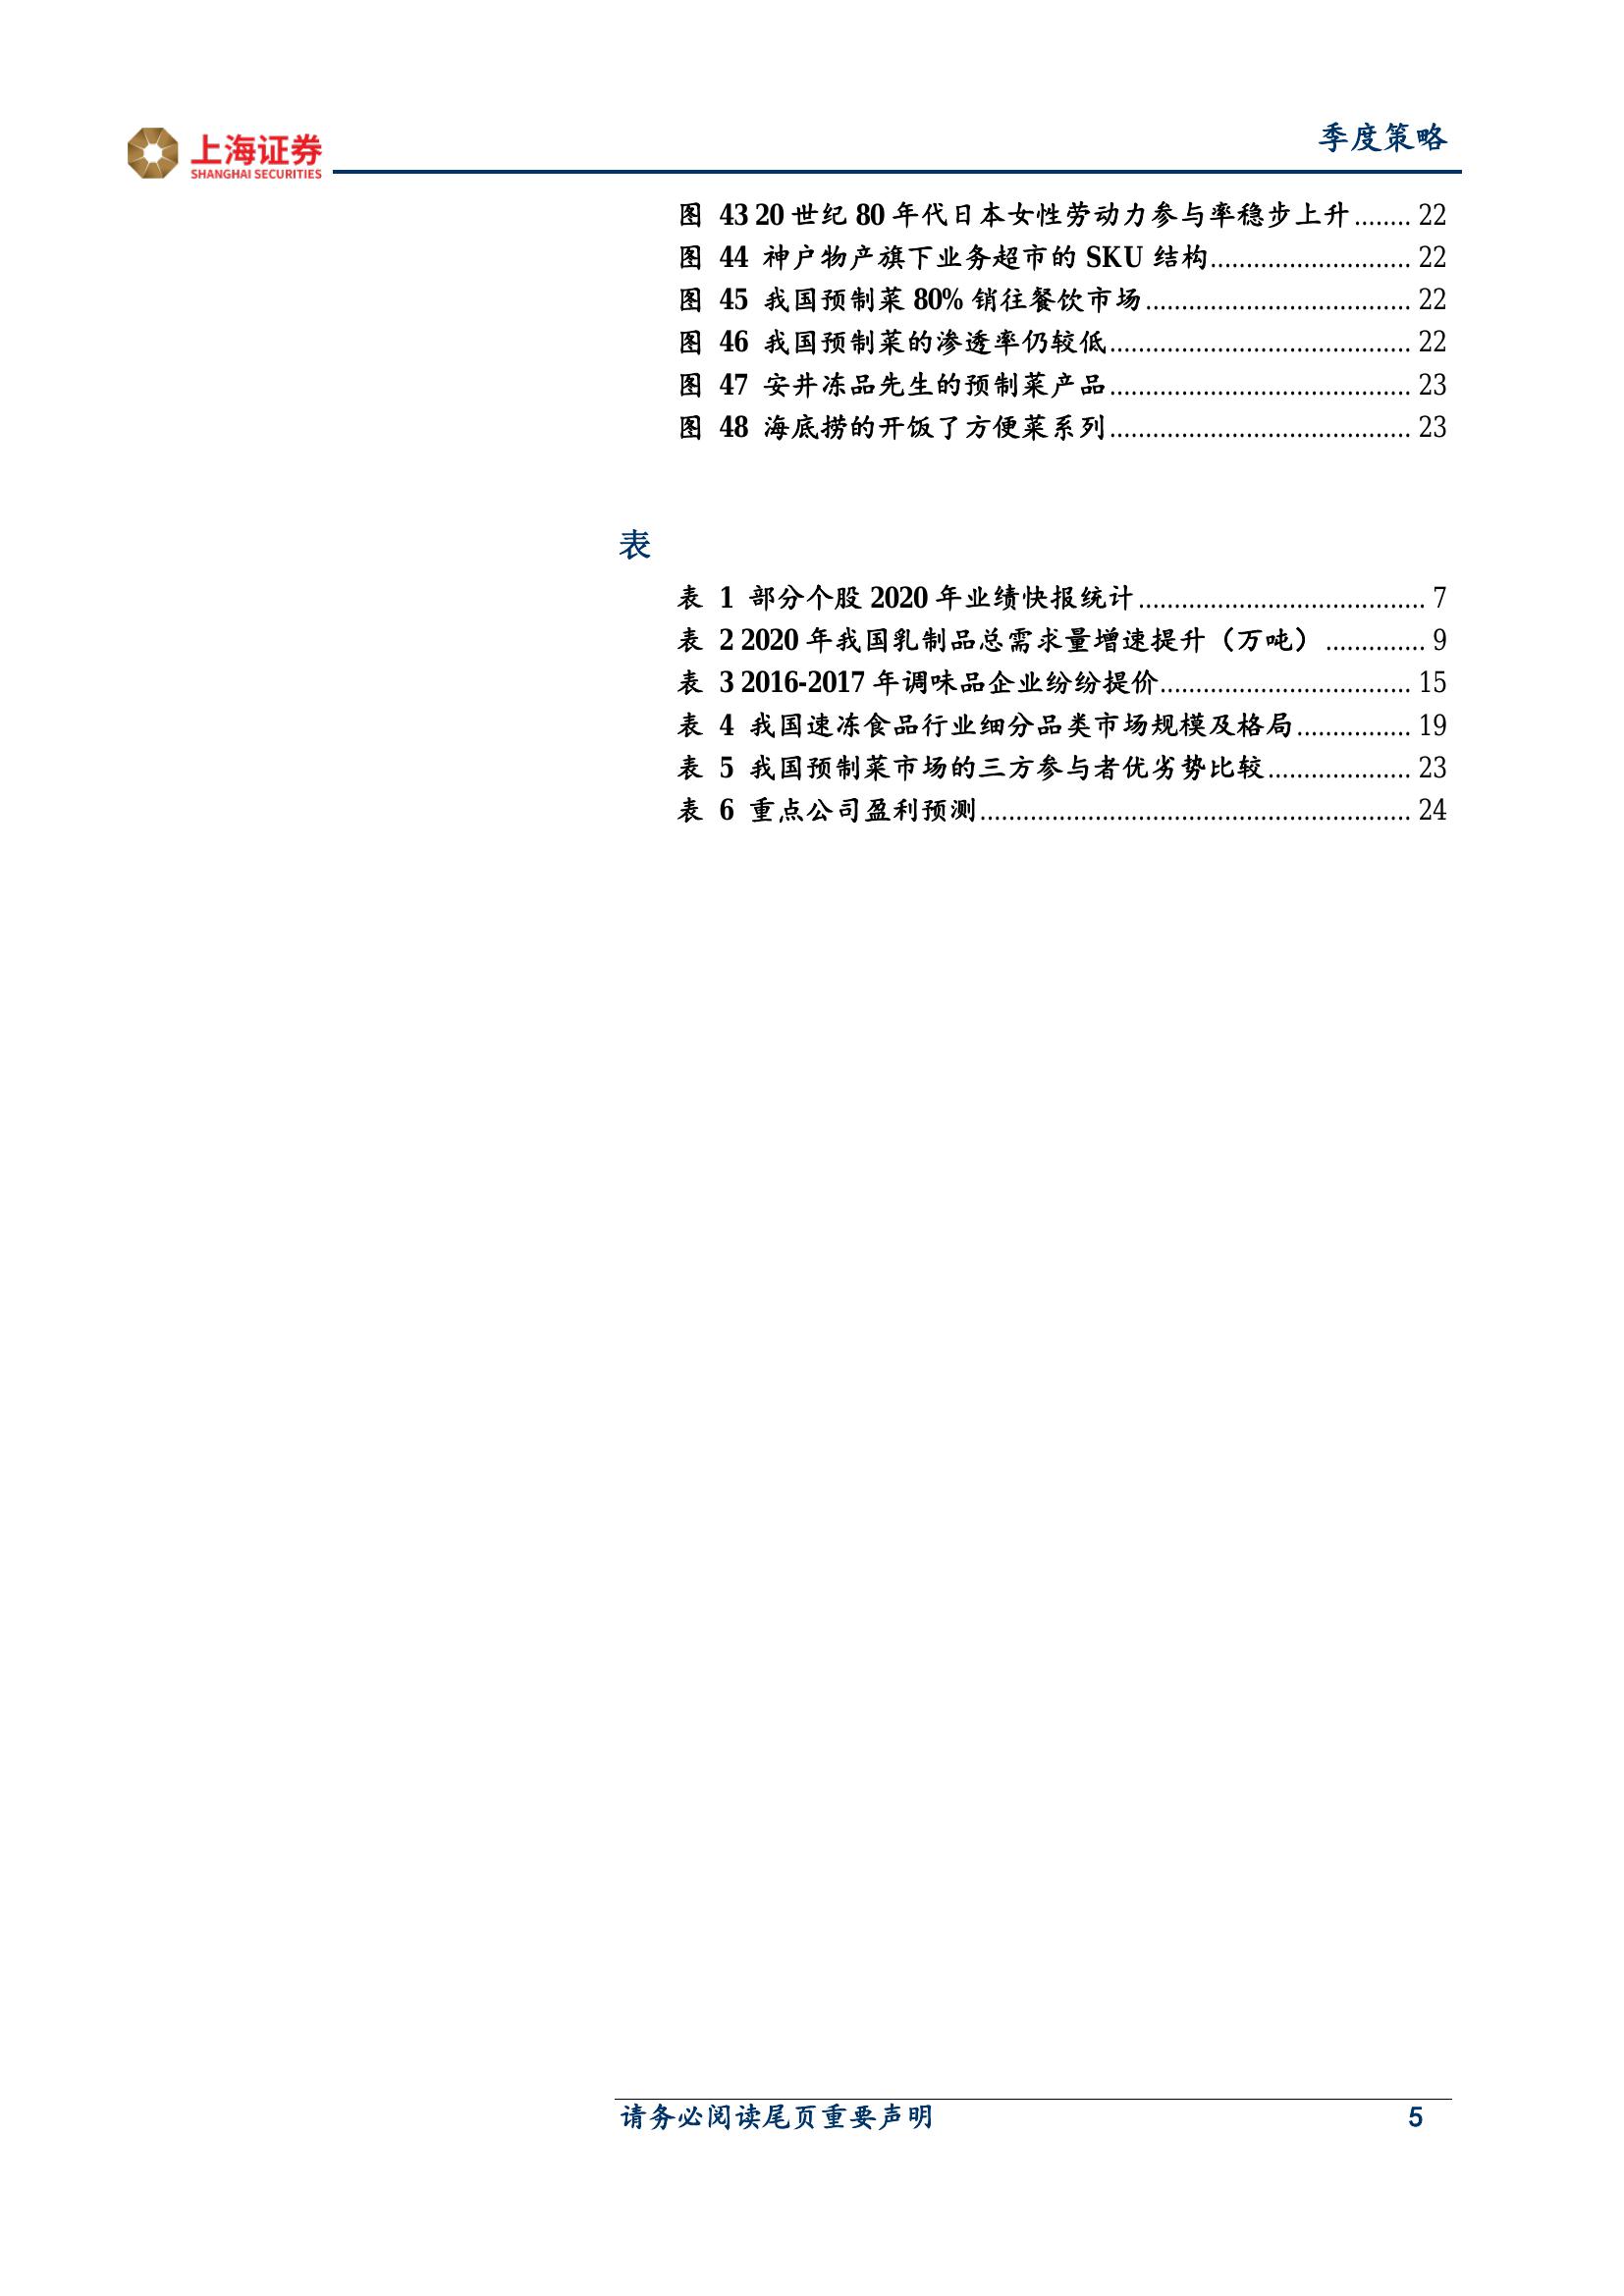 上海证券
SHANGHAI SECURITIES
季度策略
图 43 20 世纪 80 年代日本女性劳动力参与率稳步上升........ 22
图 44 神户物产旗下业务超市的 SKU 结构............................ 22
图 45 我国预制菜 80% 销往餐饮市场..................................... 22
图 46 我国预制菜的渗透率仍较低.......................................... 22
图 47 安井冻品先生的预制菜产品.......................................... 23
图 48 海底捞的开饭了方便菜系列.......................................... 23
表
表 1 部分个股 2020 年业绩快报统计........................................ 7
表 2 2020 年我国乳制品总需求量增速提升（万吨）.............. 9
表 3 2016-2017 年调味品企业纷纷提价................................... 15
表 4 我国速冻食品行业细分品类市场规模及格局................ 19
表 5 我国预制菜市场的三方参与者优劣势比较.................... 23
表 6 重点公司盈利预测............................................................ 24
请务必阅读尾页重要声明
5